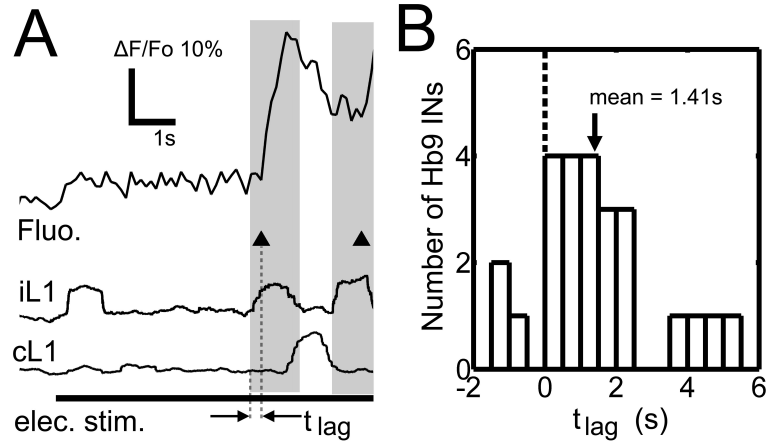 A
ΔF/Fo 10%
1s
Fluo.
iL1
cL1
elec. stim.
t lag
B
Number of Hb9 INs
6
4
2
0
mean = 1.41s
-2 0 2 4 6
t lag (s)